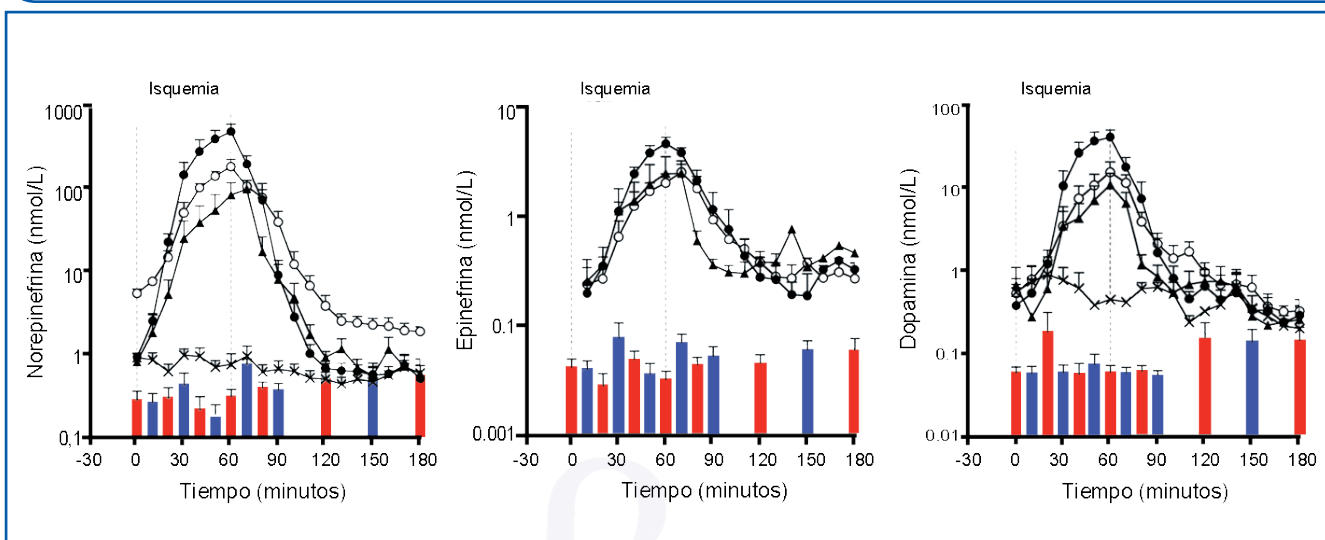 Isquemia
Norepinefrina (nmol/L)
1000
100
10
1
0,1
-30 0 30 60 90 120 150 180
Tiempo (minutos)
Isquemia
Epinefrina (nmol/L)
10
1
0.1
0.001
-30 0 30 60 90 120 150 180
Tiempo (minutos)
Isquemia
Dopamina (nmol/L)
100
10
1
0.1
0.01
-30 0 30 60 90 120 150 180
Tiempo (minutos)